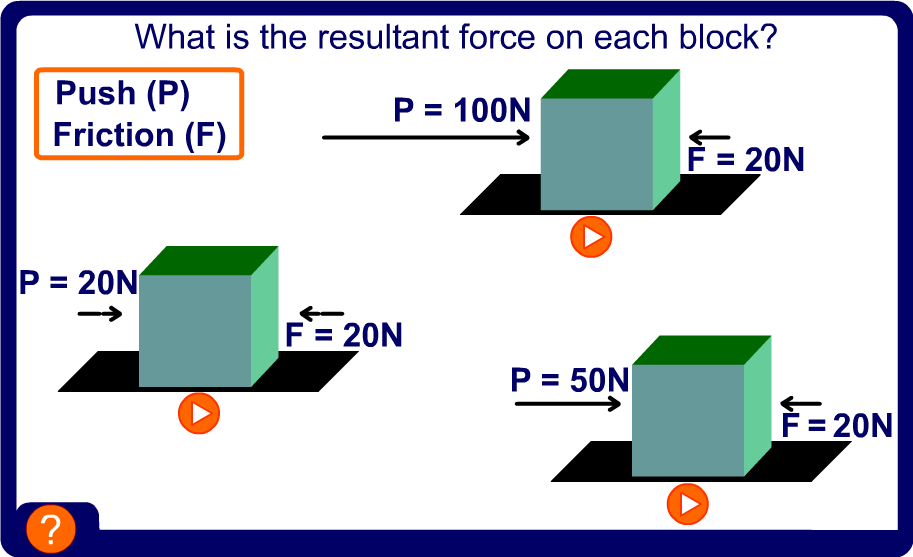 What is the resultant force on each block?
Push (P)
Friction (F)
P = 100N
F = 20N
P = 20N
F = 20N
P = 50N
F = 20N
?